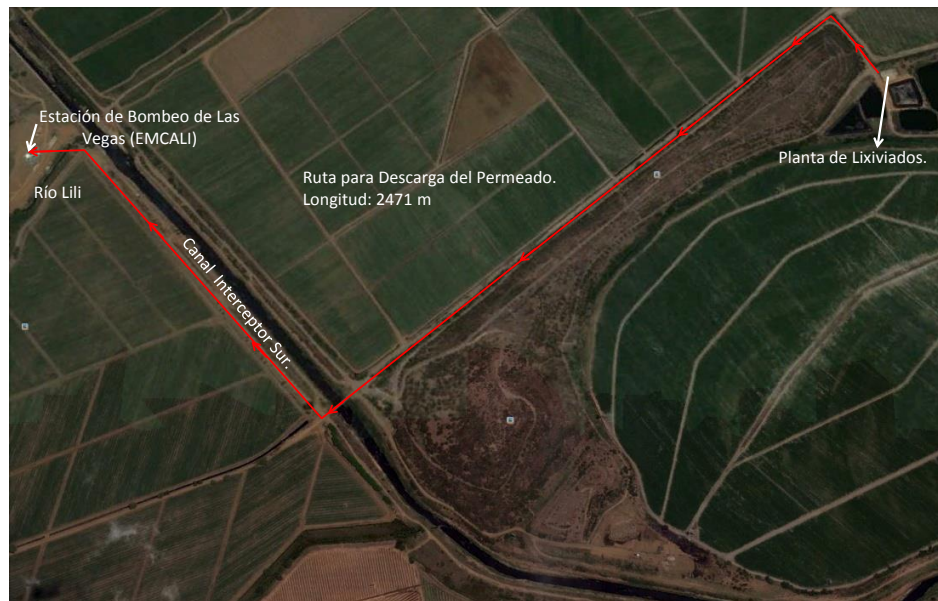 Estación de Bombeo de Las
Vegas (EMCALI)
Planta de Lixiviados.
Ruta para Descarga del Permeado.
Longitud: 2471 m
Río Lili
Canal Interceptor Sur.